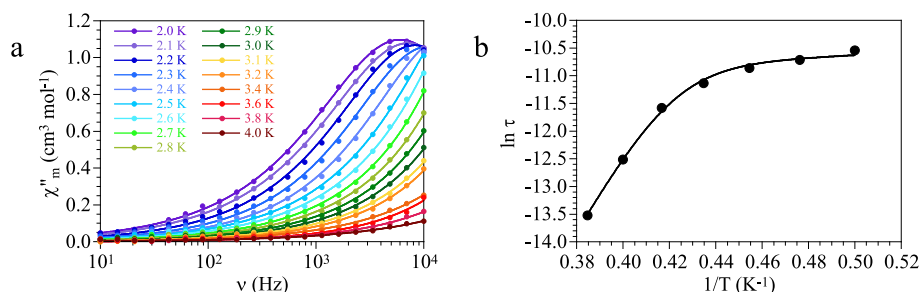 a
χ''m (cm³ mol⁻¹)
1.2
1.0
0.8
0.6
0.4
0.2
0.0
2.0 K
2.1 K
2.2 K
2.3 K
2.4 K
2.5 K
2.6 K
2.7 K
2.8 K
2.9 K
3.0 K
3.1 K
3.2 K
3.4 K
3.6 K
3.8 K
4.0 K
10¹ 10² 10³ 10⁴
ν (Hz)
b
ln τ
-10.0
-10.5
-11.0
-11.5
-12.0
-12.5
-13.0
-13.5
-14.0
0.38 0.40 0.42 0.44 0.46 0.48 0.50 0.52
1/T (K⁻¹)